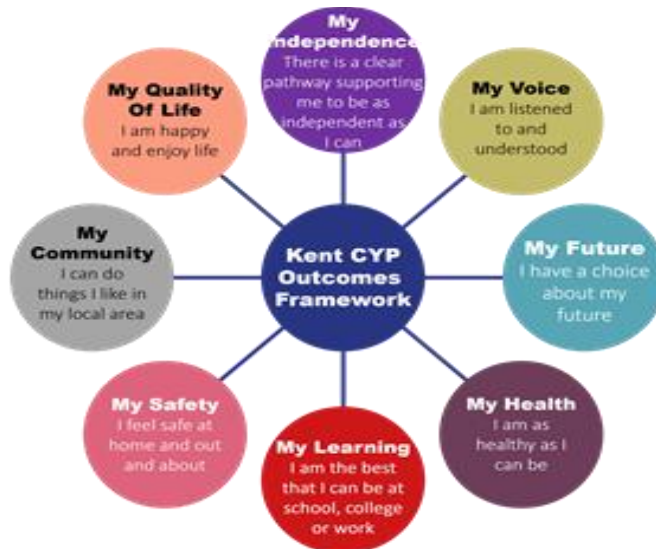 My
Independence
There is a clear
pathway supporting
me to be as
independent as
I can
My Voice
I am listened
to and
understood
My Future
I have a choice
about my
future
My Health
I am as
healthy as I
can be
My Learning
I am the best
that I can be at
school, college
or work
My Safety
I feel safe at
home and out
and about
My
Community
I can do
things I like in
my local area
My Quality
Of Life
I am happy
and enjoy life
Kent CYP
Outcomes
Framework